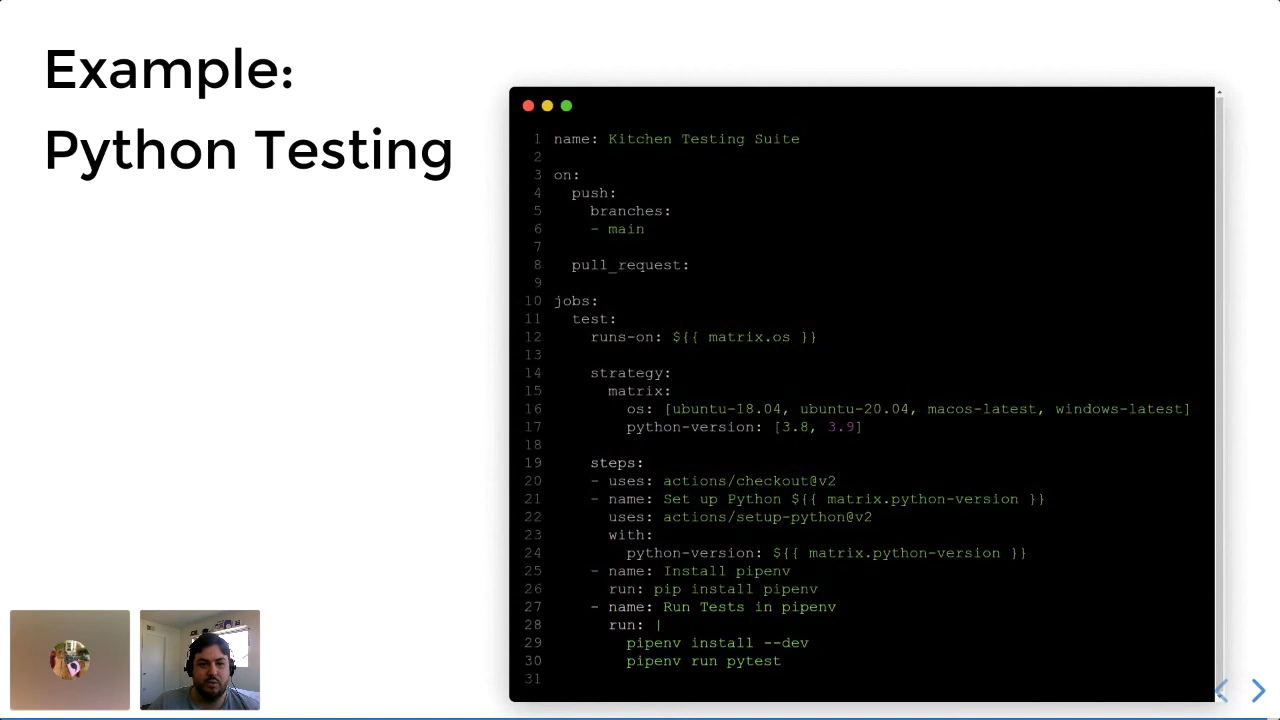 Example:
Python Testing
1 name: Kitchen Testing Suite
2
3 on:
4   push:
5     branches:
6     - main
7
8   pull_request:
9
10 jobs:
11   test:
12     runs-on: ${{ matrix.os }}
13
14     strategy:
15       matrix:
16         os: [ubuntu-18.04, ubuntu-20.04, macos-latest, windows-latest]
17         python-version: [3.8, 3.9]
18
19     steps:
20     - uses: actions/checkout@v2
21     - name: Set up Python ${{ matrix.python-version }}
22       uses: actions/setup-python@v2
23       with:
24         python-version: ${{ matrix.python-version }}
25     - name: Install pipenv
26       run: pip install pipenv
27     - name: Run Tests in pipenv
28       run: |
29         pipenv install --dev
30         pipenv run pytest
31